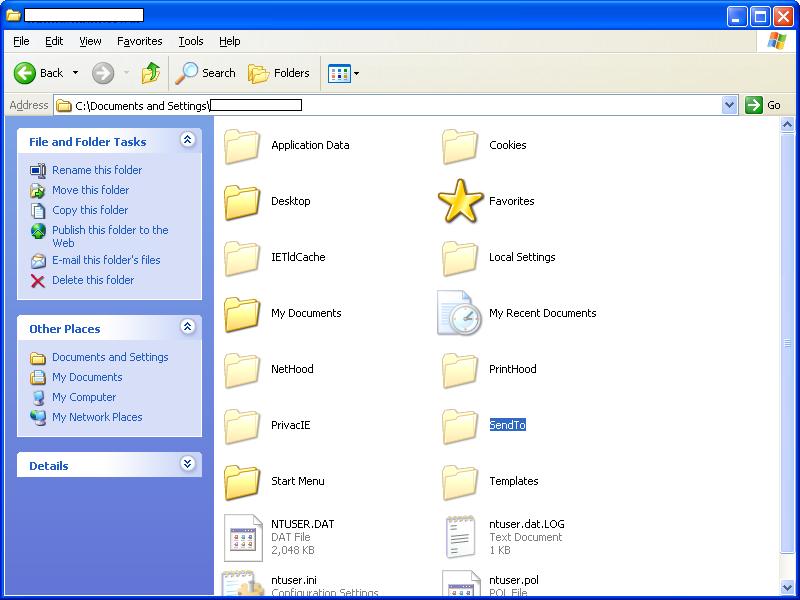 File Edit View Favorites Tools Help
Back Search Folders
Address C:\Documents and Settings\ Go
File and Folder Tasks
Rename this folder
Move this folder
Copy this folder
Publish this folder to the
Web
E-mail this folder's files
Delete this folder
Other Places
Documents and Settings
My Documents
My Computer
My Network Places
Details
Application Data
Cookies
Desktop
Favorites
IETldCache
Local Settings
My Documents
My Recent Documents
NetHood
PrintHood
PrivacIE
SendTo
Start Menu
Templates
NTUSER.DAT
DAT File
2,048 KB
ntuser.dat.LOG
Text Document
1 KB
ntuser.ini
Configuration Settings
ntuser.pol
POL File